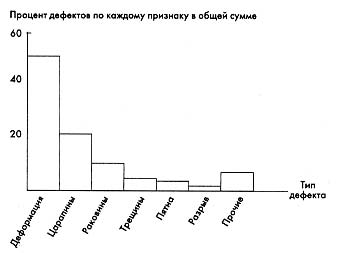 Процент дефектов по каждому признаку в общей сумме
60
40
20
Деформация
Царапины
Раковины
Трещины
Пятна
Разрыв
Прочие
Тип
дефекта